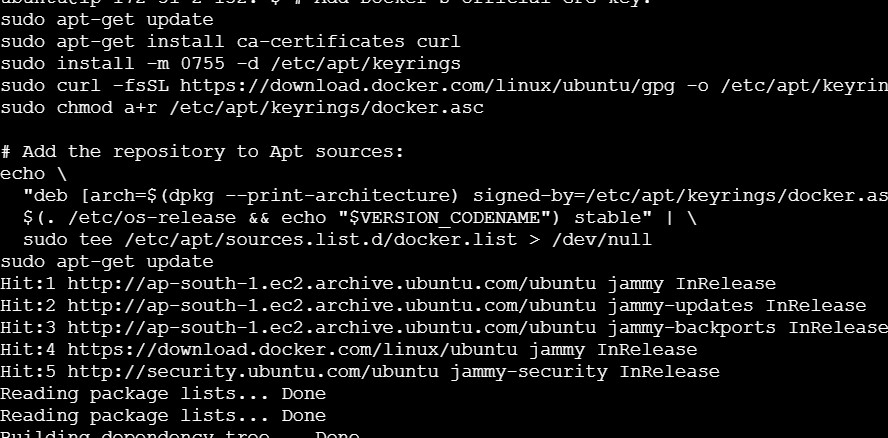 # Add Docker's official GPG key:
sudo apt-get update
sudo apt-get install ca-certificates curl
sudo install -m 0755 -d /etc/apt/keyrings
sudo curl -fsSL https://download.docker.com/linux/ubuntu/gpg -o /etc/apt/keyrin
sudo chmod a+r /etc/apt/keyrings/docker.asc

# Add the repository to Apt sources:
echo \
  "deb [arch=$(dpkg --print-architecture) signed-by=/etc/apt/keyrings/docker.as
  $(. /etc/os-release && echo "$VERSION_CODENAME") stable" | \
  sudo tee /etc/apt/sources.list.d/docker.list > /dev/null
sudo apt-get update
Hit:1 http://ap-south-1.ec2.archive.ubuntu.com/ubuntu jammy InRelease
Hit:2 http://ap-south-1.ec2.archive.ubuntu.com/ubuntu jammy-updates InRelease
Hit:3 http://ap-south-1.ec2.archive.ubuntu.com/ubuntu jammy-backports InRelease
Hit:4 https://download.docker.com/linux/ubuntu jammy InRelease
Hit:5 http://security.ubuntu.com/ubuntu jammy-security InRelease
Reading package lists... Done
Reading package lists... Done
Building dependency tree... Done